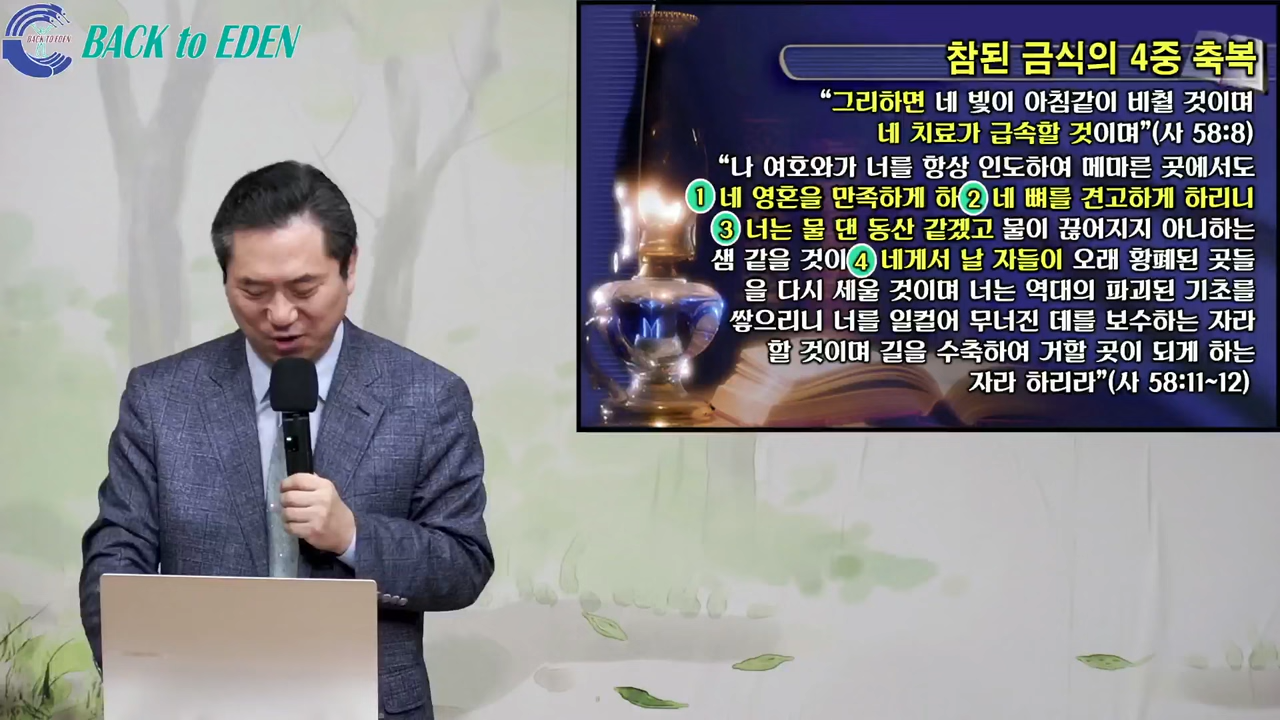 BACK TO EDEN
BACK to EDEN
참된 금식의 4중 축복
“그리하면 네 빛이 아침같이 비췰 것이며
네 치료가 급속할 것이며”(사 58:8)
“나 여호와가 너를 항상 인도하여 메마른 곳에서도
1 네 영혼을 만족하게 하 2 네 뼈를 견고하게 하리니
3 너는 물 댄 동산 같겠고 물이 끊어지지 아니하는
샘 같을 것이 4 네게서 날 자들이 오래 황폐된 곳들
을 다시 세울 것이며 너는 역대의 파괴된 기초를
쌓으리니 너를 일컬어 무너진 데를 보수하는 자라
할 것이며 길을 수축하여 거할 곳이 되게 하는
자라 하리라”(사 58:11~12)
M